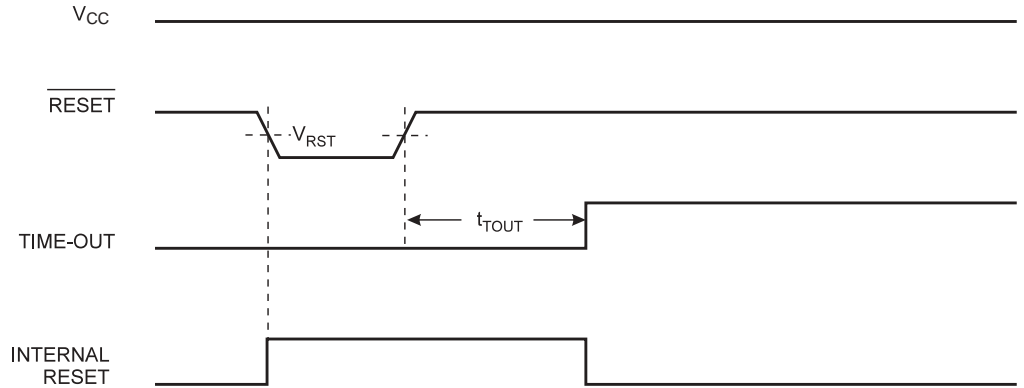 VCC
RESET
VRST
tTOUT
TIME-OUT
INTERNAL
RESET